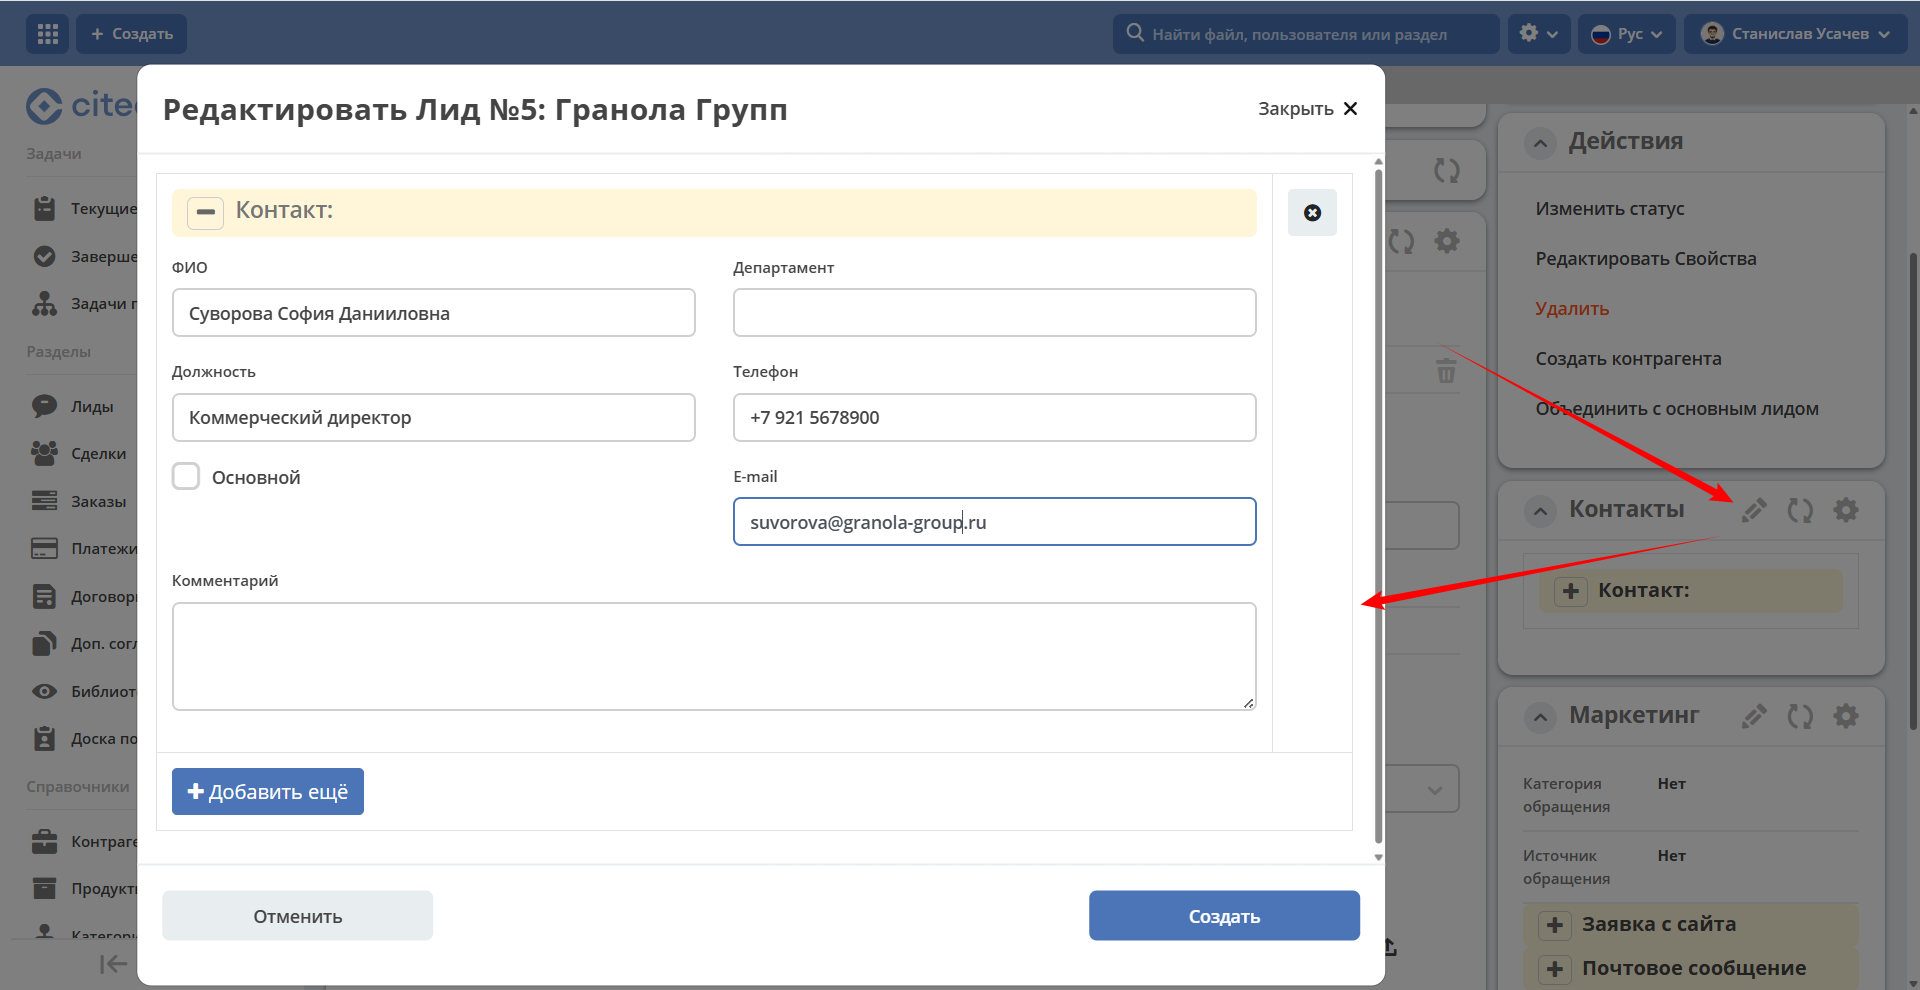 Создать
Найти файл, пользователя или раздел
Рус
Станислав Усачев
Редактировать Лид №5: Гранола Групп
Закрыть
Задачи
Текущие
Заверше
Задачи
Разделы
Лиды
Сделки
Заказы
Платежи
Договор
Доп. согл
Библиот
Доска по
Справочники
Контраге
Продукт
Категори
Контакт:
ФИО
Департамент
Суворова София Данииловна
Должность
Телефон
Коммерческий директор
+7 921 5678900
Основной
E-mail
suvorova@granola-group.ru
Комментарий
Добавить ещё
Отменить
Создать
Действия
Изменить статус
Редактировать Свойства
Удалить
Создать контрагента
Объединить с основным лидом
Контакты
Контакт:
Маркетинг
Категория обращения
Нет
Источник обращения
Нет
Заявка с сайта
Почтовое сообщение